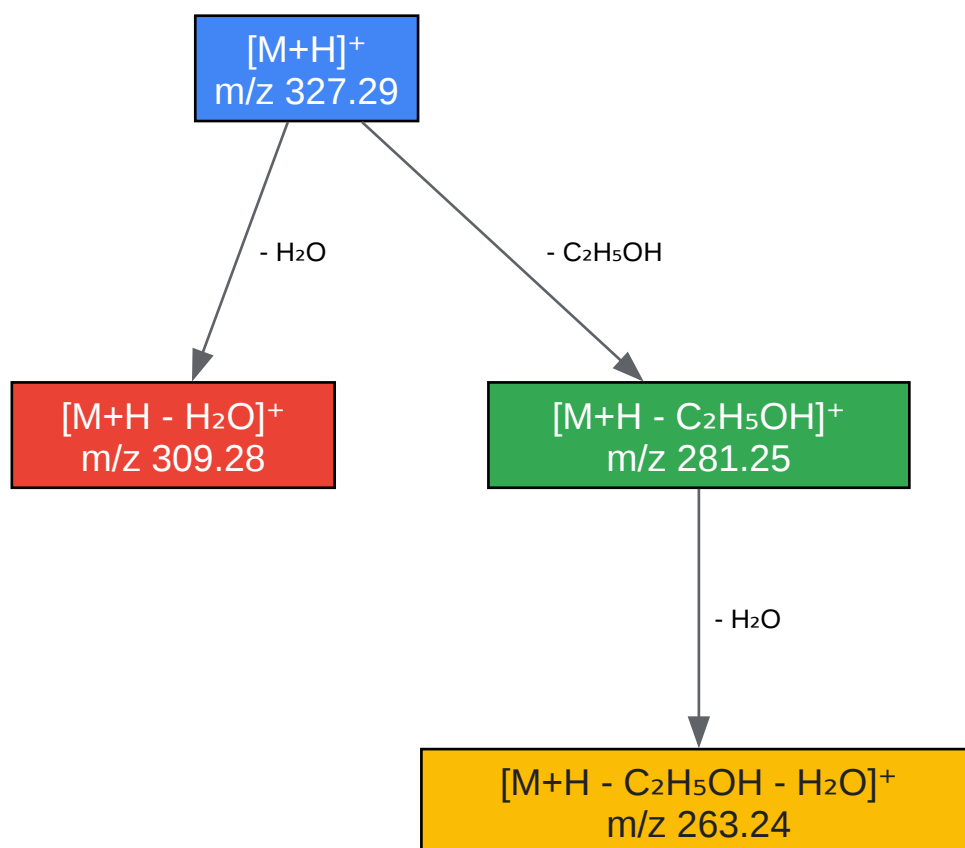 [M+H]⁺
m/z 327.29
- H₂O
- C₂H₅OH
[M+H - H₂O]⁺
m/z 309.28
[M+H - C₂H₅OH]⁺
m/z 281.25
- H₂O
[M+H - C₂H₅OH - H₂O]⁺
m/z 263.24